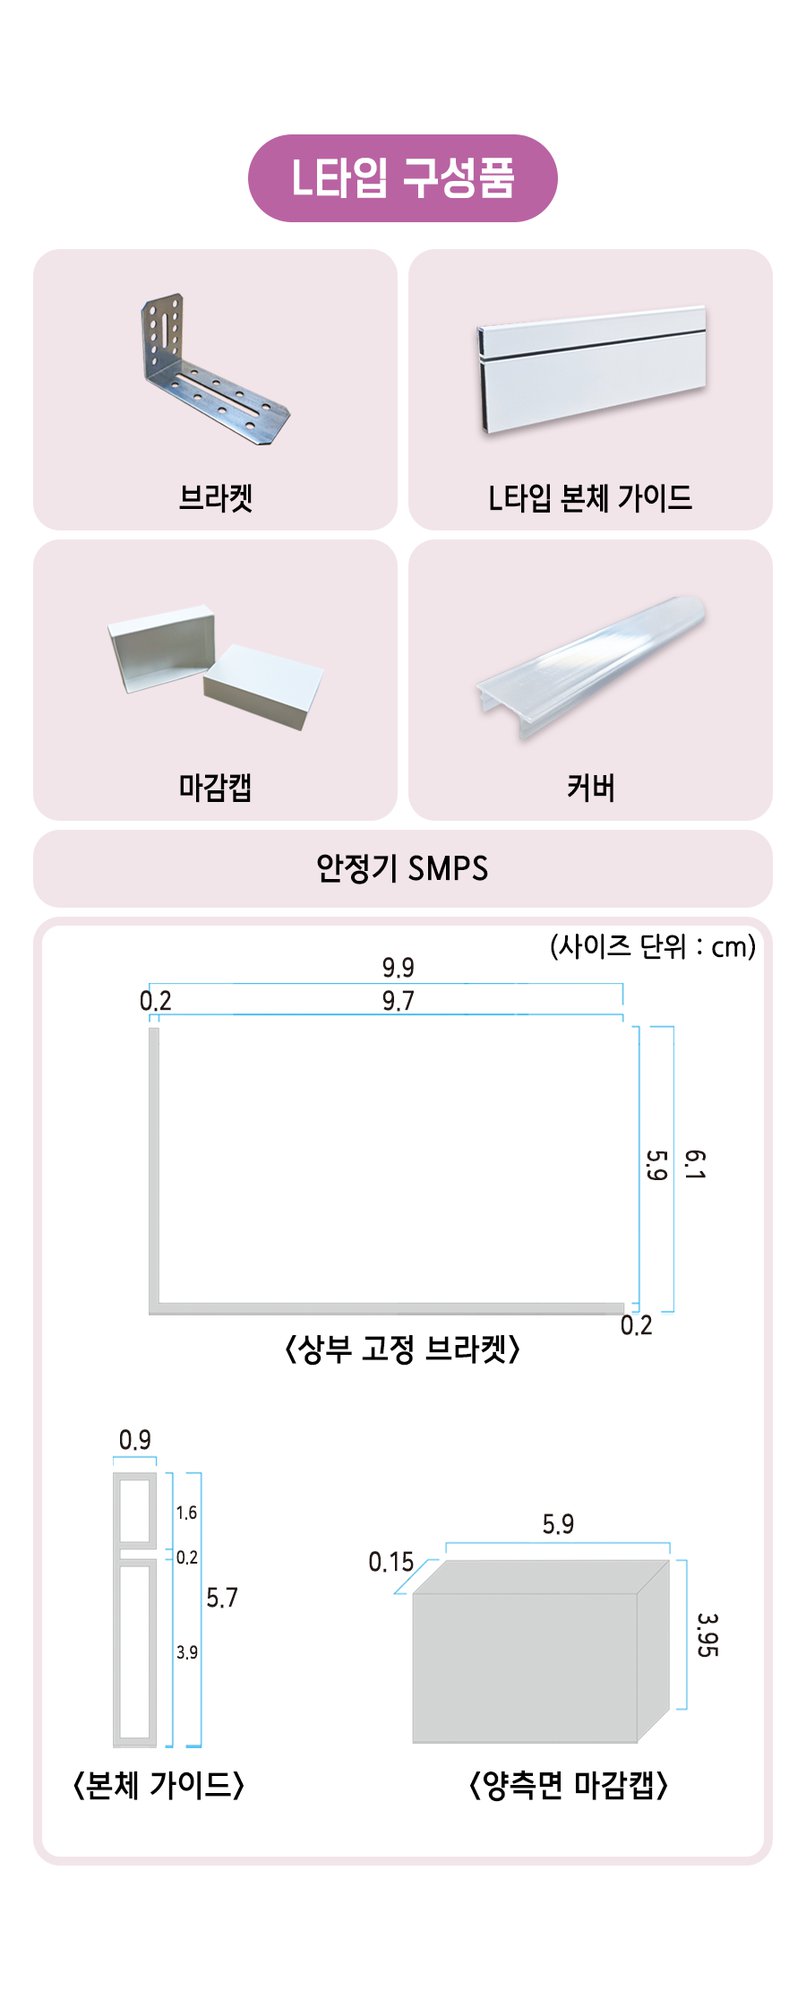 L타입 구성품
브라켓
L타입 본체 가이드
마감캡
커버
안정기 SMPS
(사이즈 단위 : cm)
9.9
0.2
9.7
5.9
6.1
0.2
<상부 고정 브라켓>
0.9
1.6
0.2
5.7
3.9
<본체 가이드>
5.9
0.15
3.95
<양측면 마감캡>